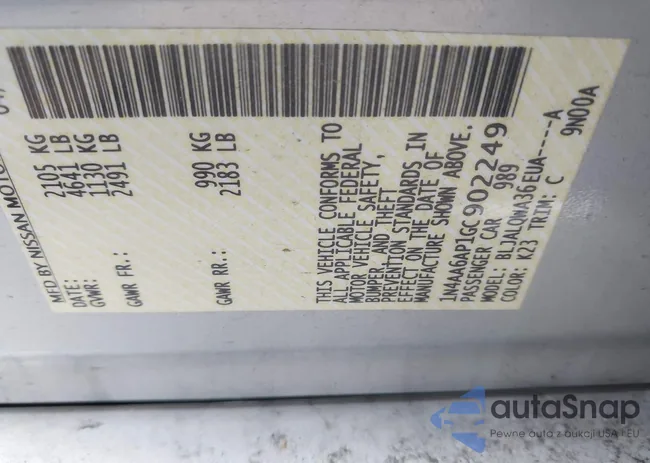 MFD BY NISSAN MOTOR
DATE:
GVWR: 2105 KG
4641 LB
GAWR FR.: 1130 KG
2491 LB
GAWR RR.: 990 KG
2183 LB
THIS VEHICLE CONFORMS TO
ALL APPLICABLE FEDERAL
MOTOR VEHICLE SAFETY,
BUMPER, AND THEFT
PREVENTION STANDARDS IN
EFFECT ON THE DATE OF
MANUFACTURE SHOWN ABOVE.
1N4AA6AP1GC902249
PASSENGER CAR 989
MODEL: BLJALQWA36EUA-----A
COLOR: K23 TRIM: C 9N00A
autaSnap
Pewne auta z aukcji USA i EU